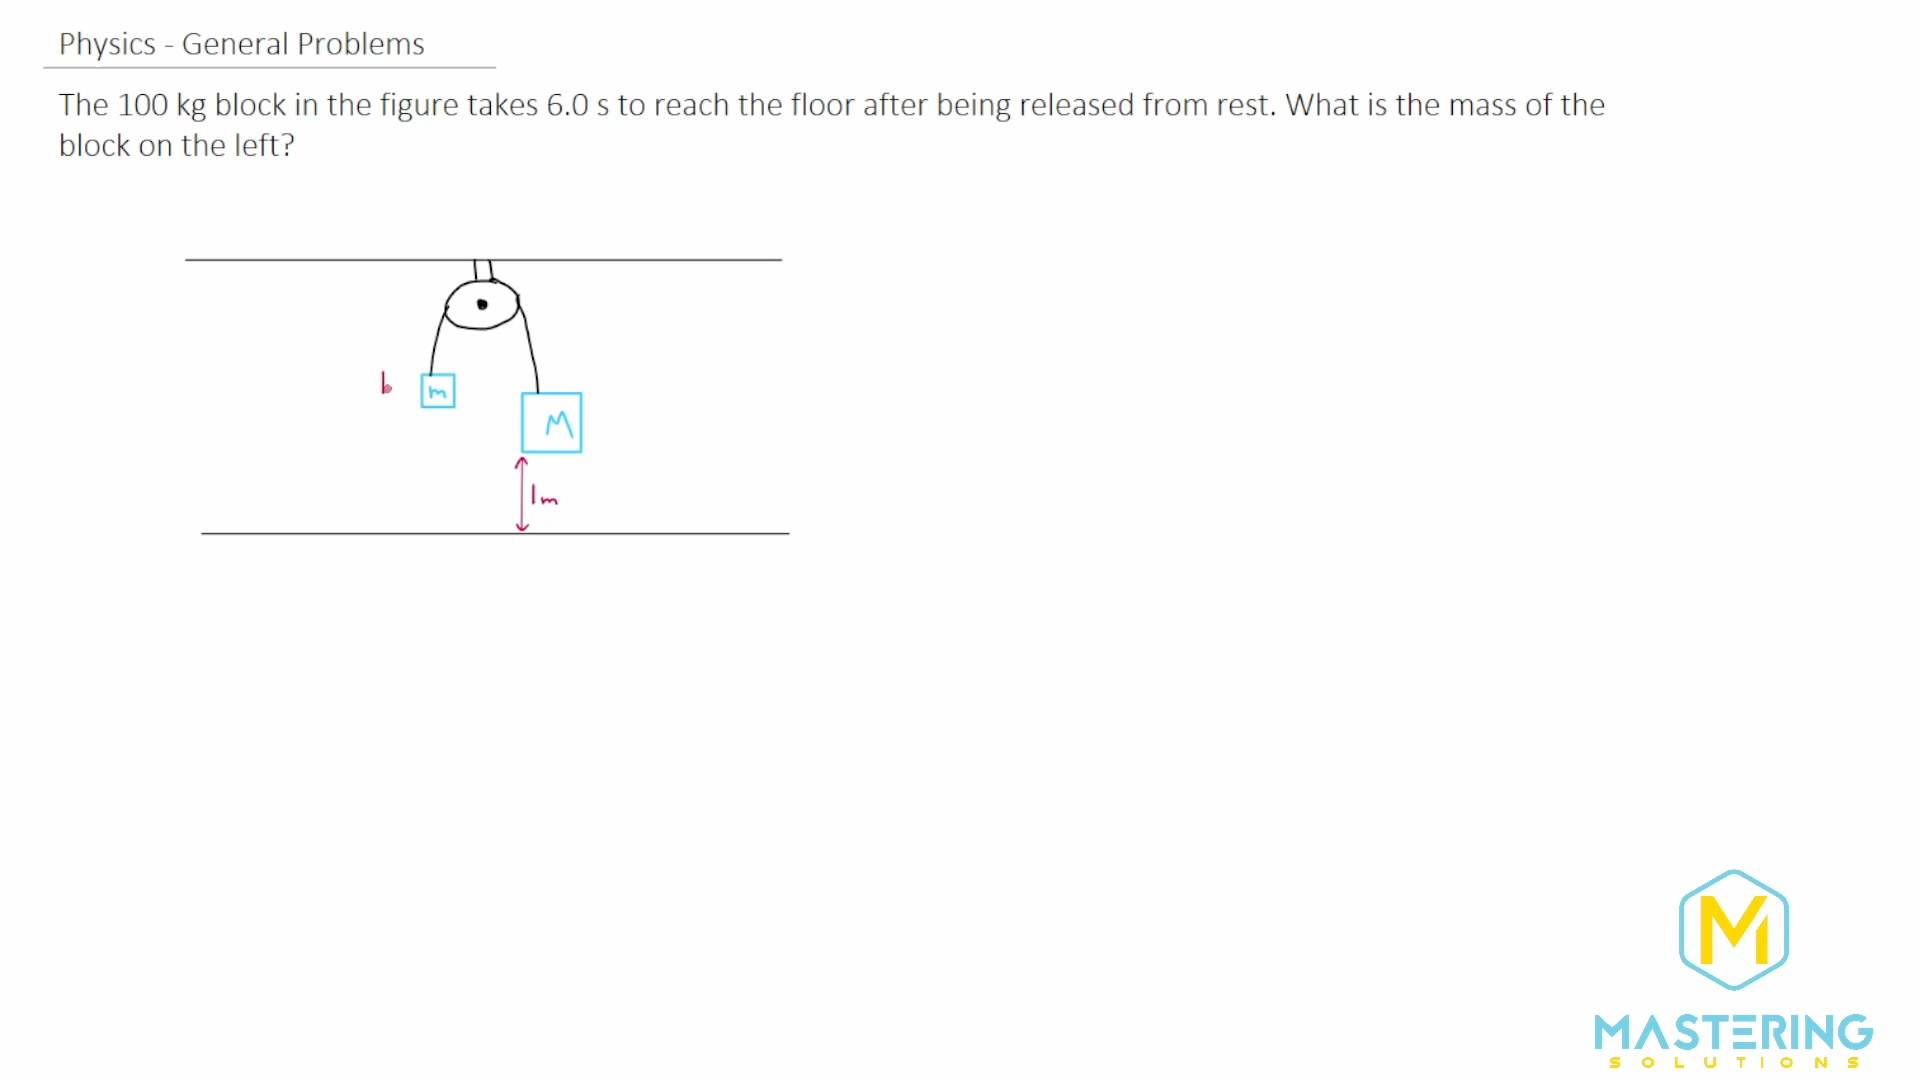 Physics - General Problems
The 100 kg block in the figure takes 6.0 s to reach the floor after being released from rest. What is the mass of the
block on the left?
m
M
1m
MASTERING
SOLUTIONS